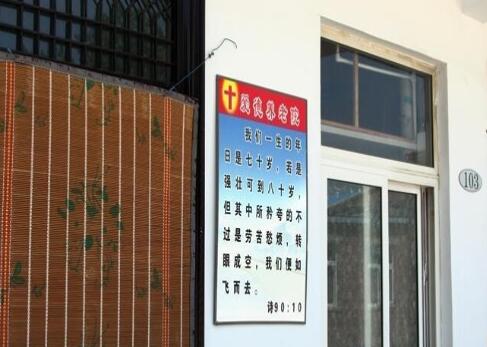 爱德养老院
我们一生的年
日是七十岁，若是
强壮可到八十岁，
但其中所矜夸的不
过是劳苦愁烦，转
眼成空，我们便如
飞而去。
诗90:10
103